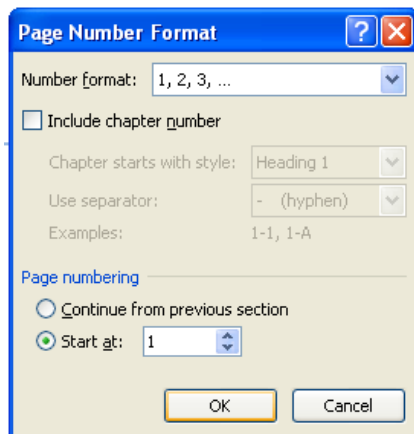 Page Number Format
Number format: 1, 2, 3, ...
Include chapter number
Chapter starts with style: Heading 1
Use separator: - (hyphen)
Examples: 1-1, 1-A
Page numbering
Continue from previous section
Start at: 1
OK Cancel